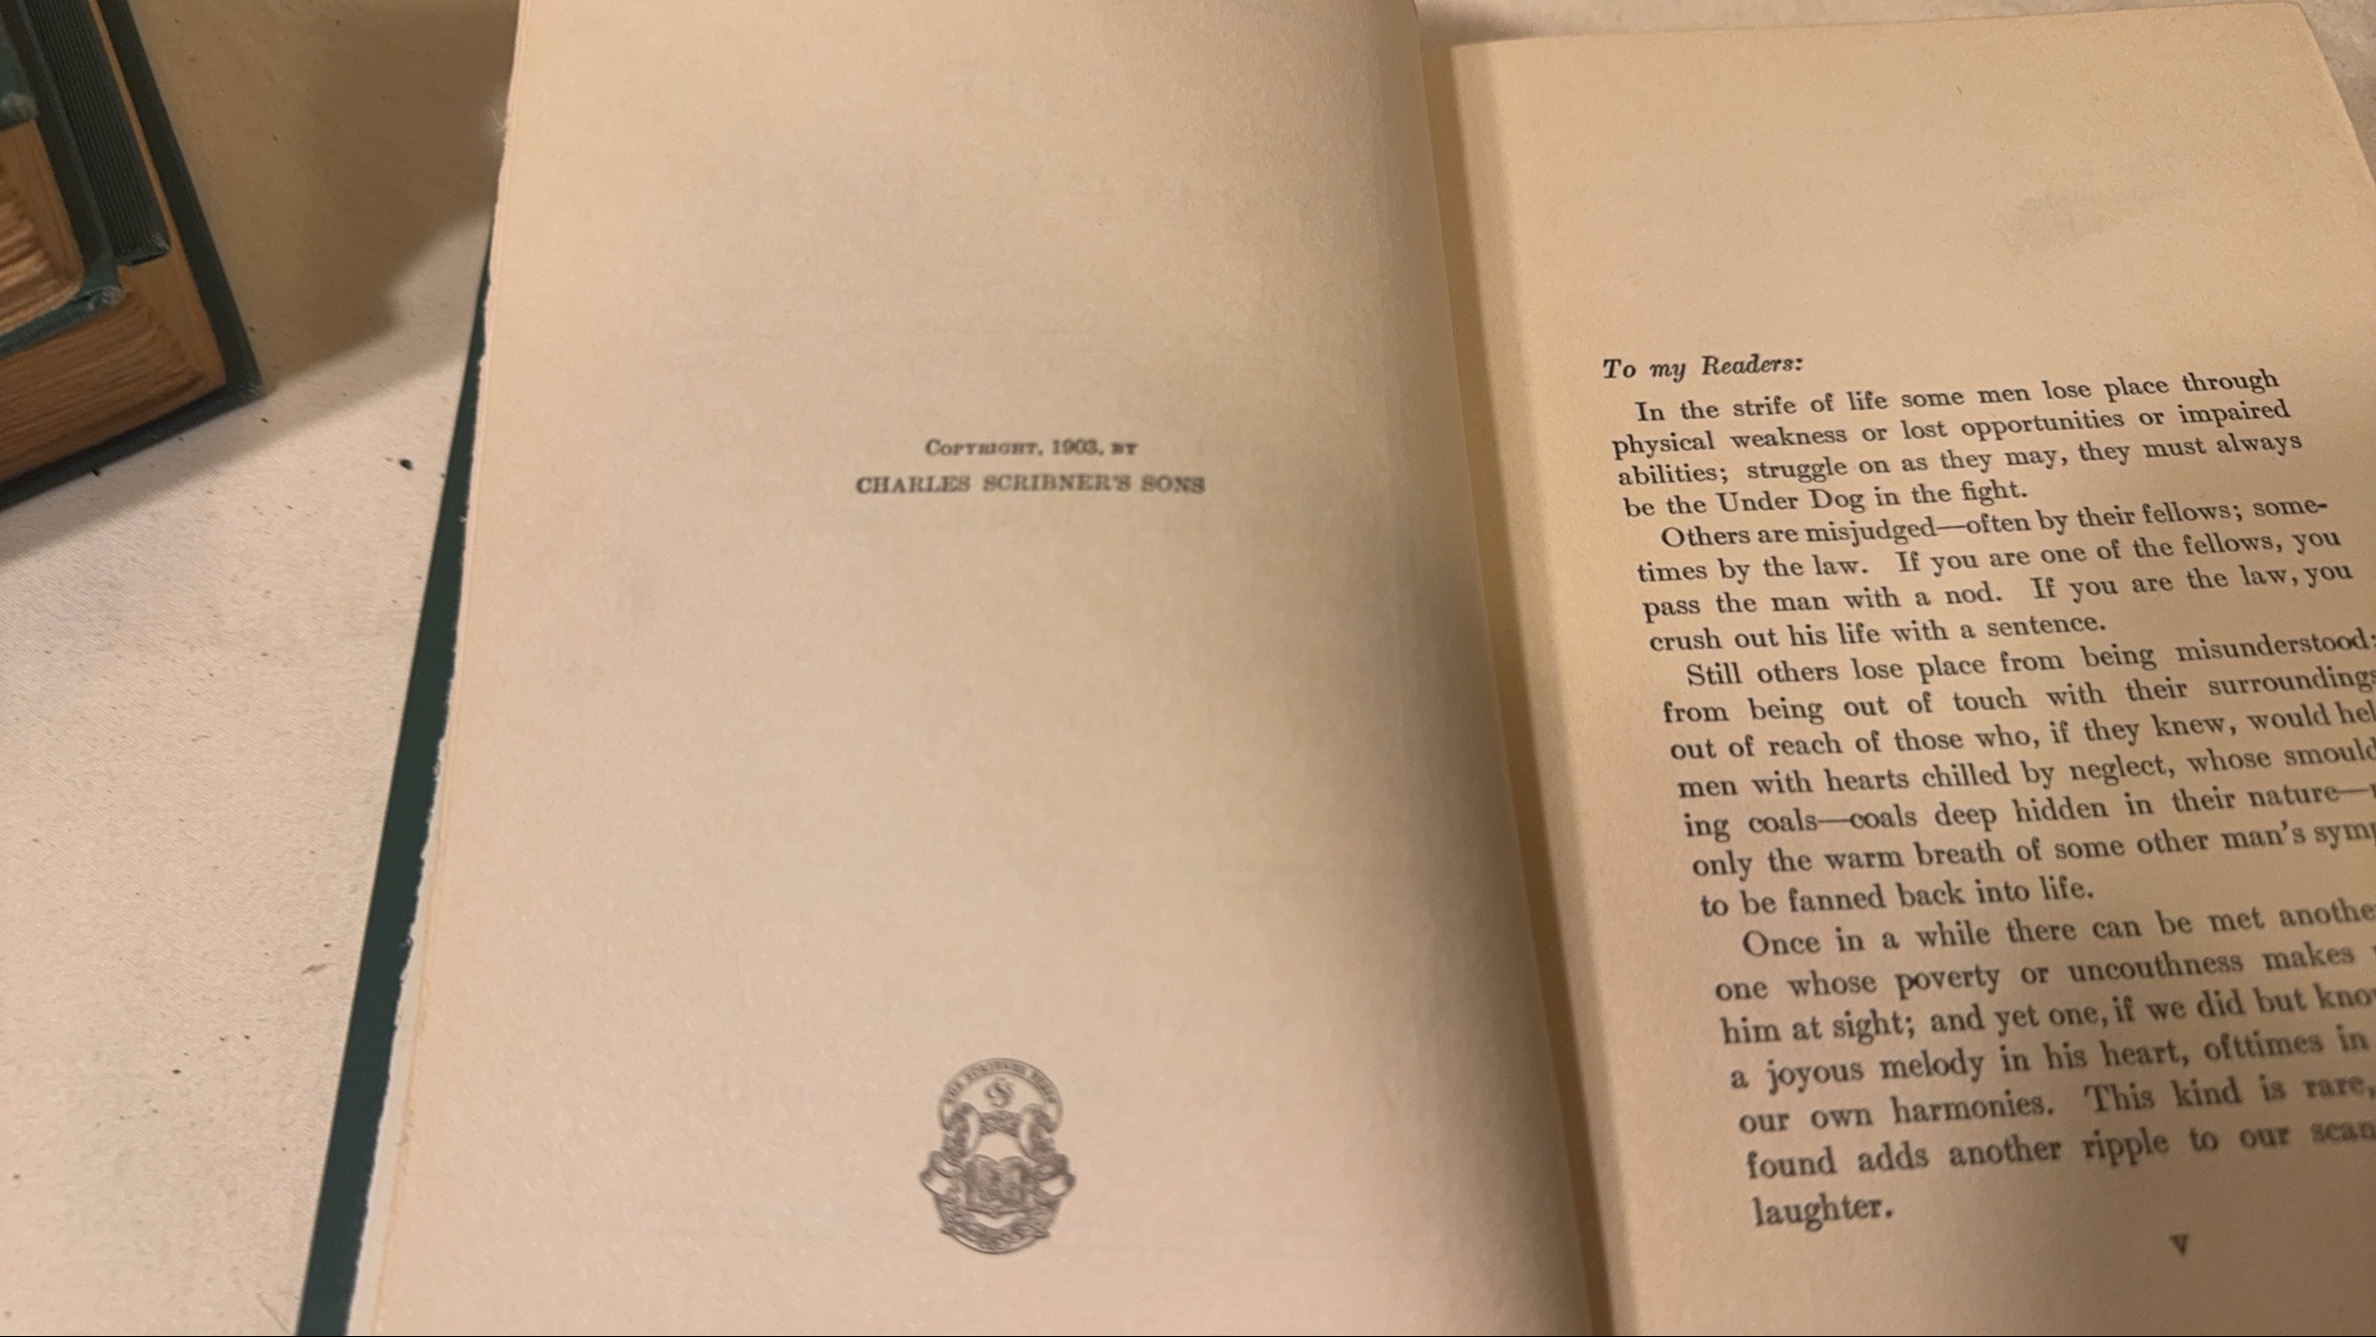 COPYRIGHT, 1903, BY
CHARLES SCRIBNER'S SONS
To my Readers:
In the strife of life some men lose place through
physical weakness or lost opportunities or impaired
abilities; struggle on as they may, they must always
be the Under Dog in the fight.
Others are misjudged—often by their fellows; some-
times by the law. If you are one of the fellows, you
pass the man with a nod. If you are the law, you
crush out his life with a sentence.
Still others lose place from being misunderstood;
from being out of touch with their surroundings
out of reach of those who, if they knew, would
men with hearts chilled by neglect, whose
ing coals—coals deep hidden in their nature—
only the warm breath of some other man's
to be fanned back into life.
Once in a while there can be met
one whose poverty or uncouthness makes
him at sight; and yet one, if we did but
a joyous melody in his heart, ofttimes in
our own harmonies. This kind is rare,
found adds another ripple to our
laughter.
v